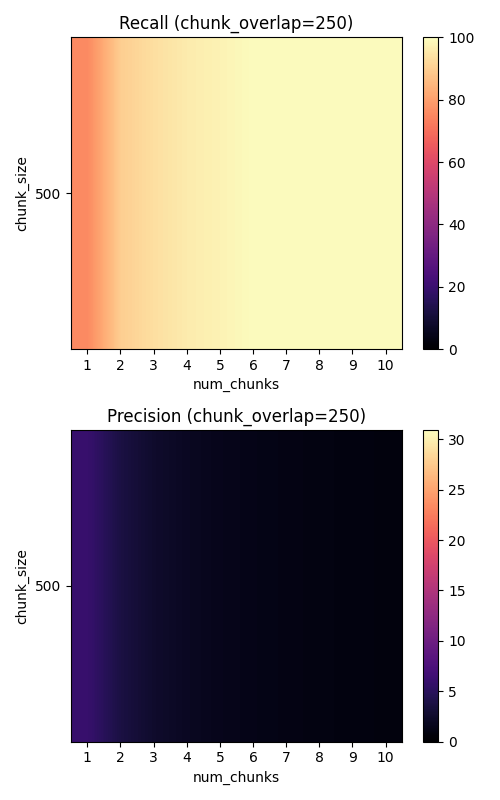 Recall (chunk_overlap=250)
100
80
60
40
20
0
chunk_size
500
1 2 3 4 5 6 7 8 9 10
num_chunks
Precision (chunk_overlap=250)
30
25
20
15
10
5
0
chunk_size
500
1 2 3 4 5 6 7 8 9 10
num_chunks